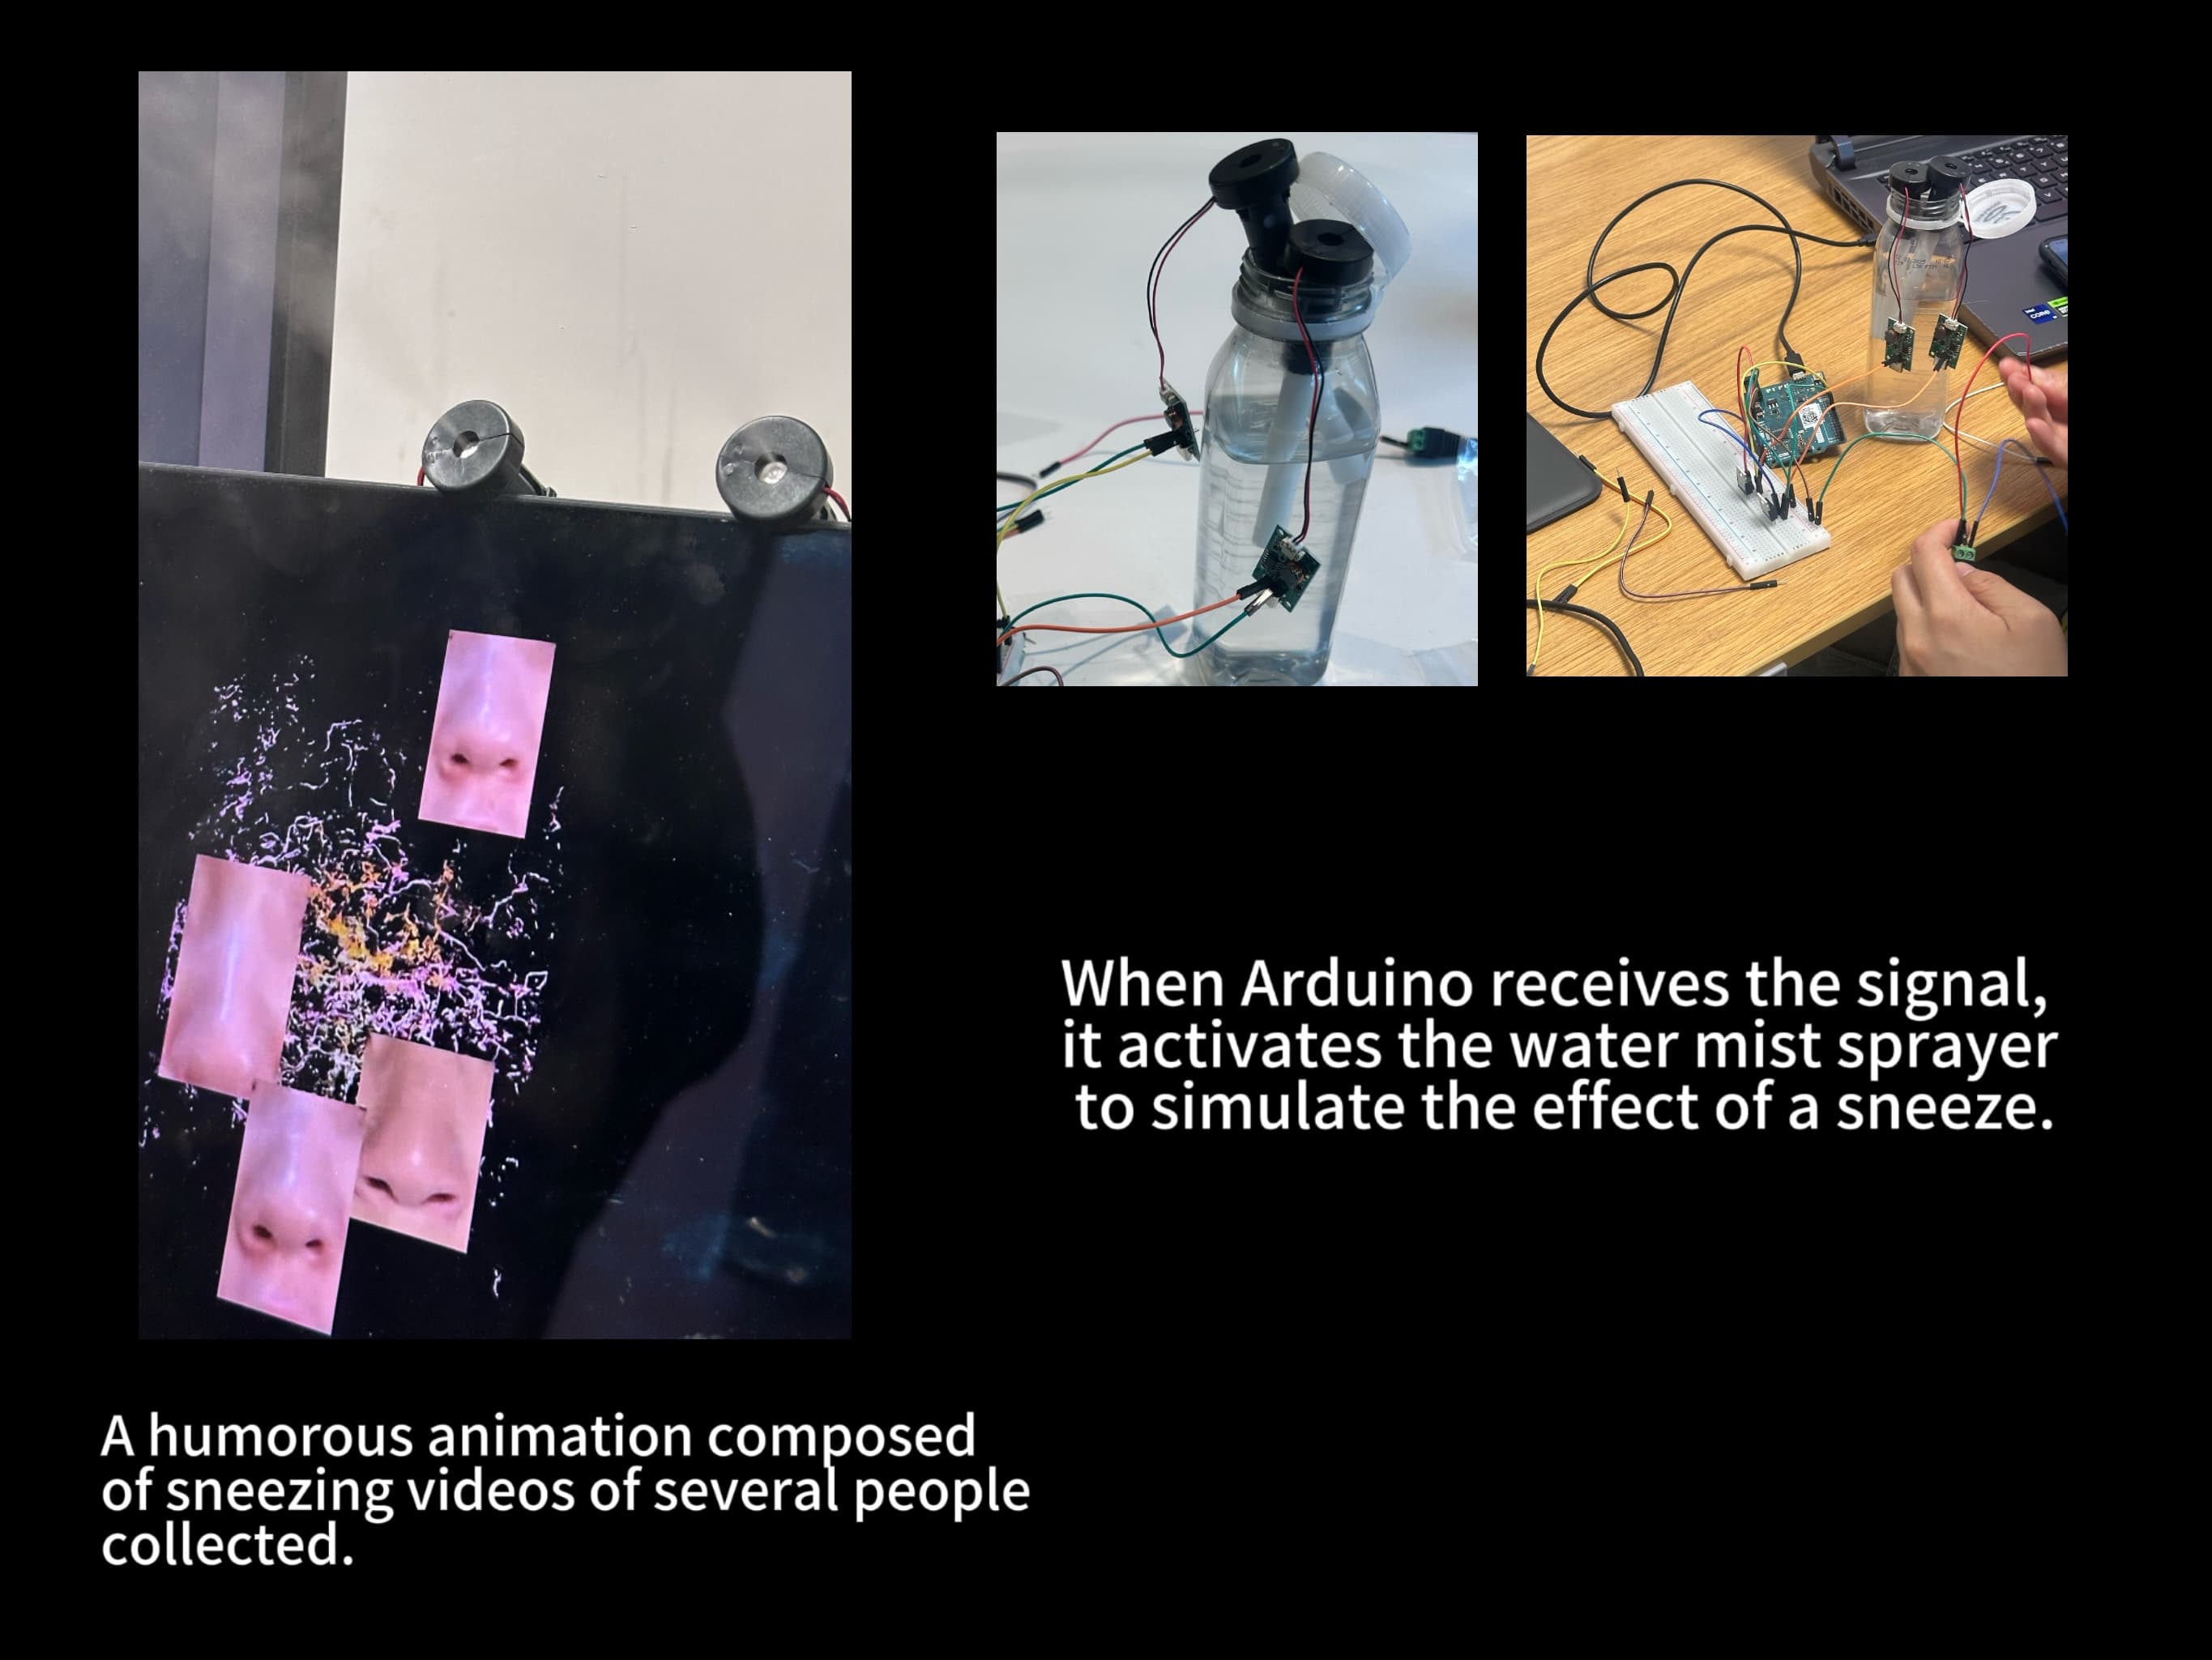 When Arduino receives the signal,
it activates the water mist sprayer
to simulate the effect of a sneeze.
A humorous animation composed
of sneezing videos of several people
collected.